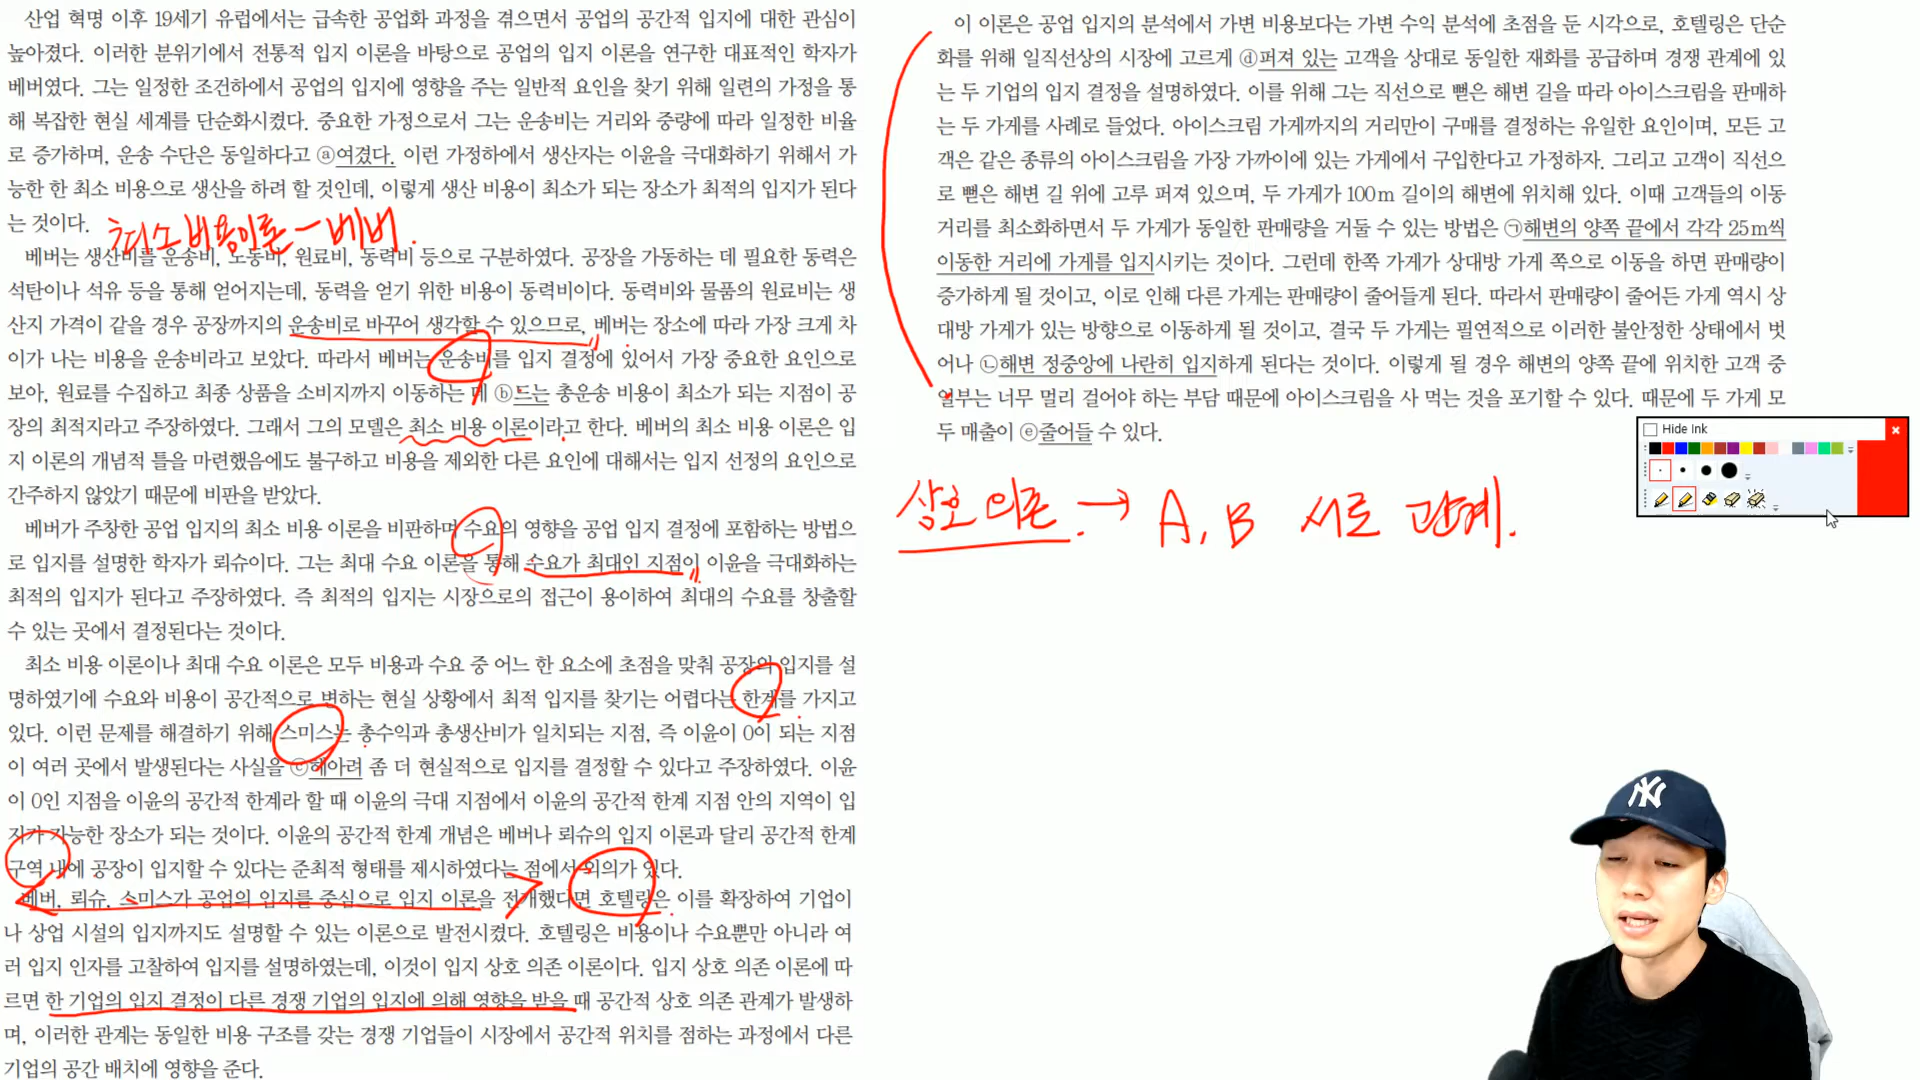 산업 혁명 이후 19세기 유럽에서는 급속한 공업화 과정을 겪으면서 공업의 공간적 입지에 대한 관심이
높아졌다. 이러한 분위기에서 전통적 입지 이론을 바탕으로 공업의 입지 이론을 연구한 대표적인 학자가
베버였다. 그는 일정한 조건하에서 공업의 입지에 영향을 주는 일반적 요인을 찾기 위해 일련의 가정을 통
해 복잡한 현실 세계를 단순화시켰다. 중요한 가정으로서 그는 운송비는 거리와 중량에 따라 일정한 비율
로 증가하며, 운송 수단은 동일하다고 ⓐ여겼다. 이런 가정하에서 생산자는 이윤을 극대화하기 위해서 가
능한 한 최소 비용으로 생산을 하려 할 것인데, 이렇게 생산 비용이 최소가 되는 장소가 최적의 입지가 된다
는 것이다.
최소 비용이론 - 베버.
베버는 생산비를 운송비, 노동비, 원료비, 동력비 등으로 구분하였다. 공장을 가동하는 데 필요한 동력은
석탄이나 석유 등을 통해 얻어지는데, 동력을 얻기 위한 비용이 동력비이다. 동력비와 물품의 원료비는 생
산지 가격이 같을 경우 공장까지의 운송비로 바꾸어 생각할 수 있으므로, 베버는 장소에 따라 가장 크게 차
이가 나는 비용을 운송비라고 보았다. 따라서 베버는 운송비를 입지 결정에 있어서 가장 중요한 요인으로
보아, 원료를 수집하고 최종 상품을 소비지까지 이동하는 데 ⓑ드는 총운송 비용이 최소가 되는 지점이 공
장의 최적지라고 주장하였다. 그래서 그의 모델은 최소 비용 이론이라고 한다. 베버의 최소 비용 이론은 입
지 이론의 개념적 틀을 마련했음에도 불구하고 비용을 제외한 다른 요인에 대해서는 입지 선정의 요인으로
간주하지 않았기 때문에 비판을 받았다.
베버가 주창한 공업 입지의 최소 비용 이론을 비판하며 수요의 영향을 공업 입지 결정에 포함하는 방법으
로 입지를 설명한 학자가 뢰슈이다. 그는 최대 수요 이론을 통해 수요가 최대인 지점이 이윤을 극대화하는
최적의 입지가 된다고 주장하였다. 즉 최적의 입지는 시장으로의 접근이 용이하여 최대의 수요를 창출할
수 있는 곳에서 결정된다는 것이다.
최소 비용 이론이나 최대 수요 이론은 모두 비용과 수요 중 어느 한 요소에 초점을 맞춰 공장의 입지를 설
명하였기에 수요와 비용이 공간적으로 변하는 현실 상황에서 최적 입지를 찾기는 어렵다는 한계를 가지고
있다. 이런 문제를 해결하기 위해 스미스는 총수익과 총생산비가 일치되는 지점, 즉 이윤이 0이 되는 지점
이 여러 곳에서 발생된다는 사실을 ⓒ헤아려 좀 더 현실적으로 입지를 결정할 수 있다고 주장하였다. 이윤
이 0인 지점을 이윤의 공간적 한계라 할 때 이윤의 극대 지점에서 이윤의 공간적 한계 지점 안의 지역이 입
지가 가능한 장소가 되는 것이다. 이윤의 공간적 한계 개념은 베버나 뢰슈의 입지 이론과 달리 공간적 한계
구역 내에 공장이 입지할 수 있다는 준최적 형태를 제시하였다는 점에서 의의가 있다.
베버, 뢰슈, 스미스가 공업의 입지를 중심으로 입지 이론을 전개했다면 호텔링은 이를 확장하여 기업이
나 상업 시설의 입지까지도 설명할 수 있는 이론으로 발전시켰다. 호텔링은 비용이나 수요뿐만 아니라 여
러 입지 인자를 고찰하여 입지를 설명하였는데, 이것이 입지 상호 의존 이론이다. 입지 상호 의존 이론에 따
르면 한 기업의 입지 결정이 다른 경쟁 기업의 입지에 의해 영향을 받을 때 공간적 상호 의존 관계가 발생하
며, 이러한 관계는 동일한 비용 구조를 갖는 경쟁 기업들이 시장에서 공간적 위치를 점하는 과정에서 다른
기업의 공간 배치에 영향을 준다.
이 이론은 공업 입지의 분석에서 가변 비용보다는 가변 수익 분석에 초점을 둔 시각으로, 호텔링은 단순
화를 위해 일직선상의 시장에 고르게 ⓓ퍼져 있는 고객을 상대로 동일한 재화를 공급하며 경쟁 관계에 있
는 두 기업의 입지 결정을 설명하였다. 이를 위해 그는 직선으로 뻗은 해변 길을 따라 아이스크림을 판매하
는 두 가게를 사례로 들었다. 아이스크림 가게까지의 거리만이 구매를 결정하는 유일한 요인이며, 모든 고
객은 같은 종류의 아이스크림을 가장 가까이에 있는 가게에서 구입한다고 가정하자. 그리고 고객이 직선으
로 뻗은 해변 길 위에 고루 퍼져 있으며, 두 가게가 100m 길이의 해변에 위치해 있다. 이때 고객들의 이동
거리를 최소화하면서 두 가게가 동일한 판매량을 거둘 수 있는 방법은 ㉠해변의 양쪽 끝에서 각각 25m씩
이동한 거리에 가게를 입지시키는 것이다. 그런데 한쪽 가게가 상대방 가게 쪽으로 이동을 하면 판매량이
증가하게 될 것이고, 이로 인해 다른 가게는 판매량이 줄어들게 된다. 따라서 판매량이 줄어든 가게 역시 상
대방 가게가 있는 방향으로 이동하게 될 것이고, 결국 두 가게는 필연적으로 이러한 불안정한 상태에서 벗
어나 ㉡해변 정중앙에 나란히 입지하게 된다는 것이다. 이렇게 될 경우 해변의 양쪽 끝에 위치한 고객 중
일부는 너무 멀리 걸어야 하는 부담 때문에 아이스크림을 사 먹는 것을 포기할 수 있다. 때문에 두 가게 모
두 매출이 ⓔ줄어들 수 있다.
Hide Ink
상호 의존 → A, B 서로 관계.
NY